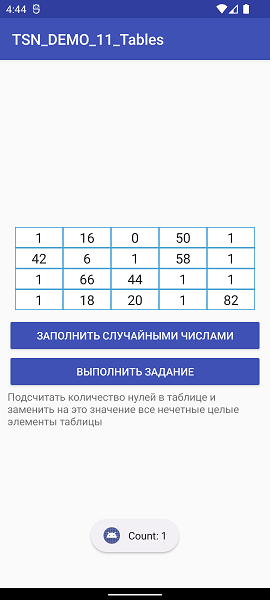 4:44
TSN_DEMO_11_Tables
1 16 0 50 1
42 6 1 58 1
1 66 44 1 1
1 18 20 1 82
ЗАПОЛНИТЬ СЛУЧАЙНЫМИ ЧИСЛАМИ
ВЫПОЛНИТЬ ЗАДАНИЕ
Подсчитать количество нулей в таблице и
заменить на это значение все нечетные целые
элементы таблицы
Count: 1